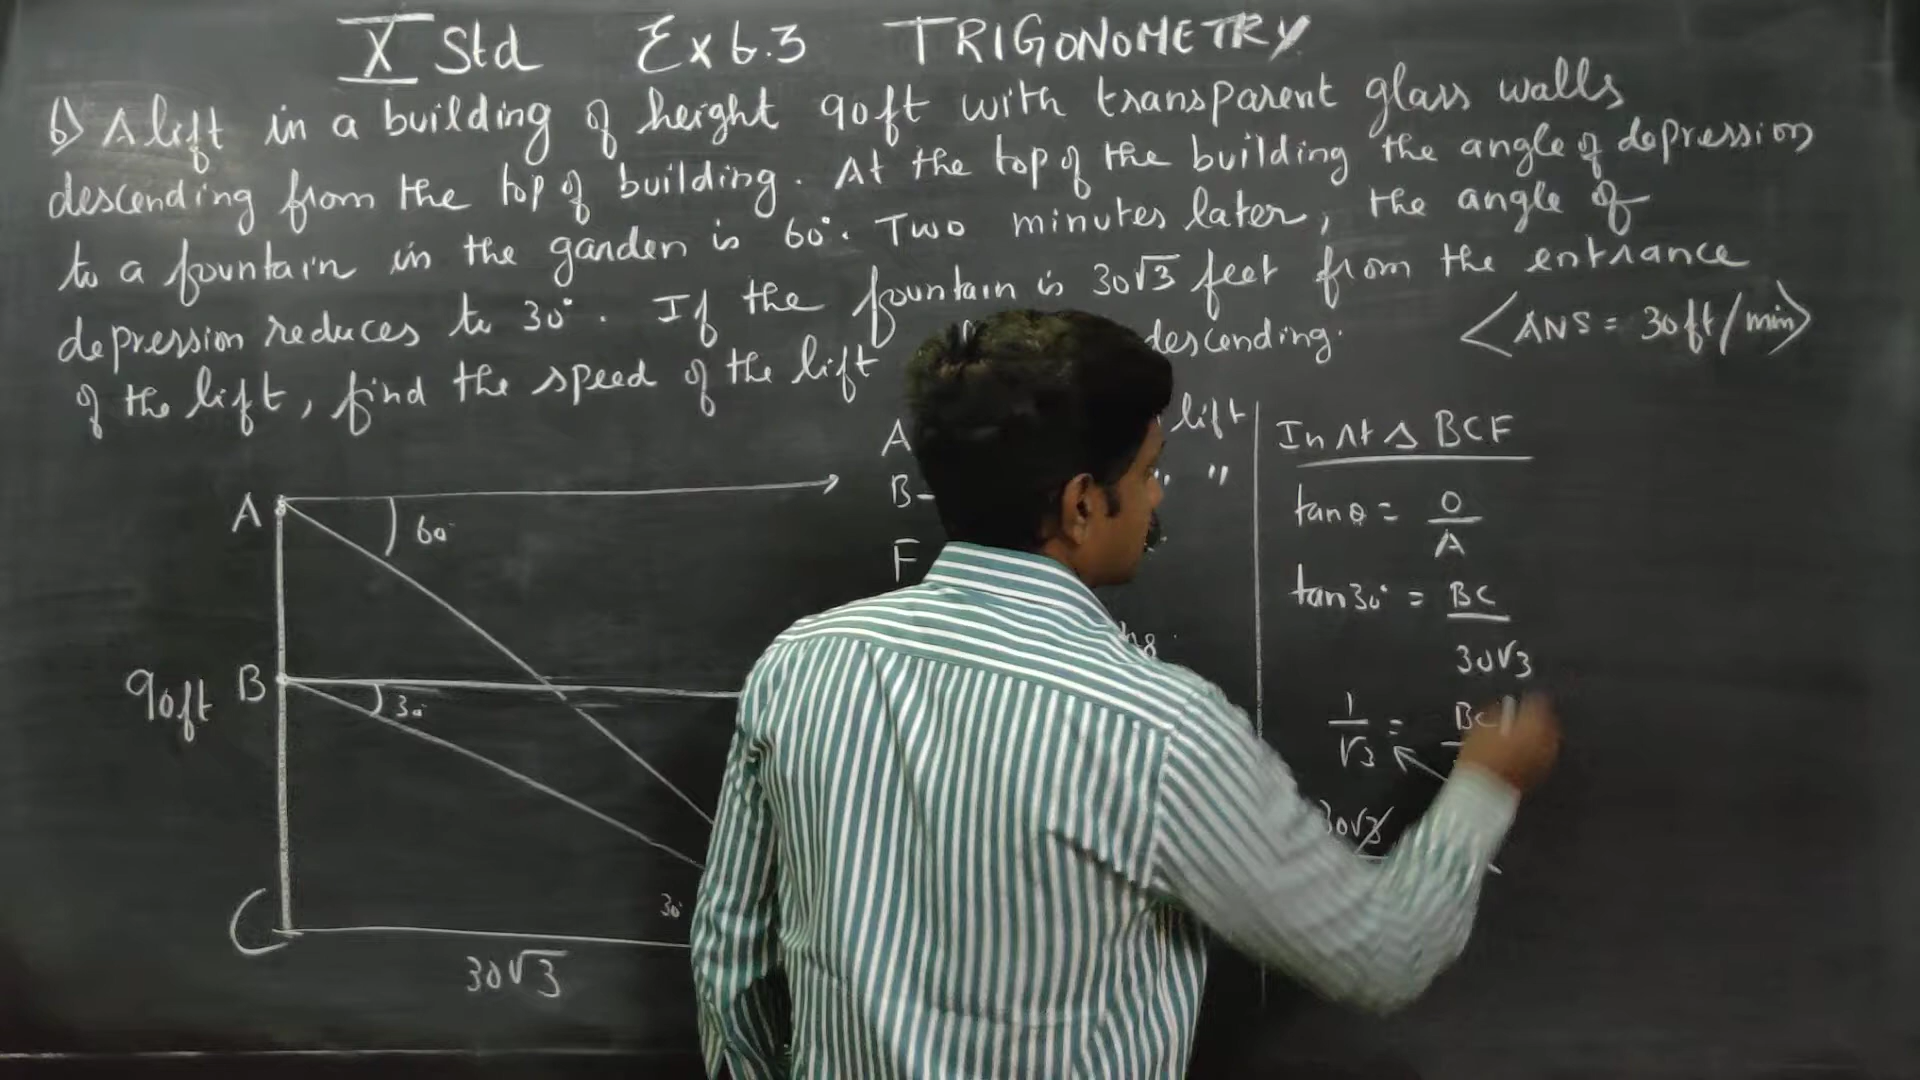 X Std Ex 6.3 TRIGONOMETRY
6) A lift in a building of height 90ft with transparent glass walls
descending from the top of building. At the top of the building the angle of depression
to a fountain in the garden is 60°. Two minutes later, the angle of
depression reduces to 30°. If the fountain is 30√3 feet from the entrance
of the lift, find the speed of the lift descending.
<ANS = 30ft/min>
A lift
B- " "
F
A 60°
90ft B 30
30°
C
30√3
In rt Δ BCF
tanθ = O/A
tan30° = BC/30√3
1/√3 = BC
30√3